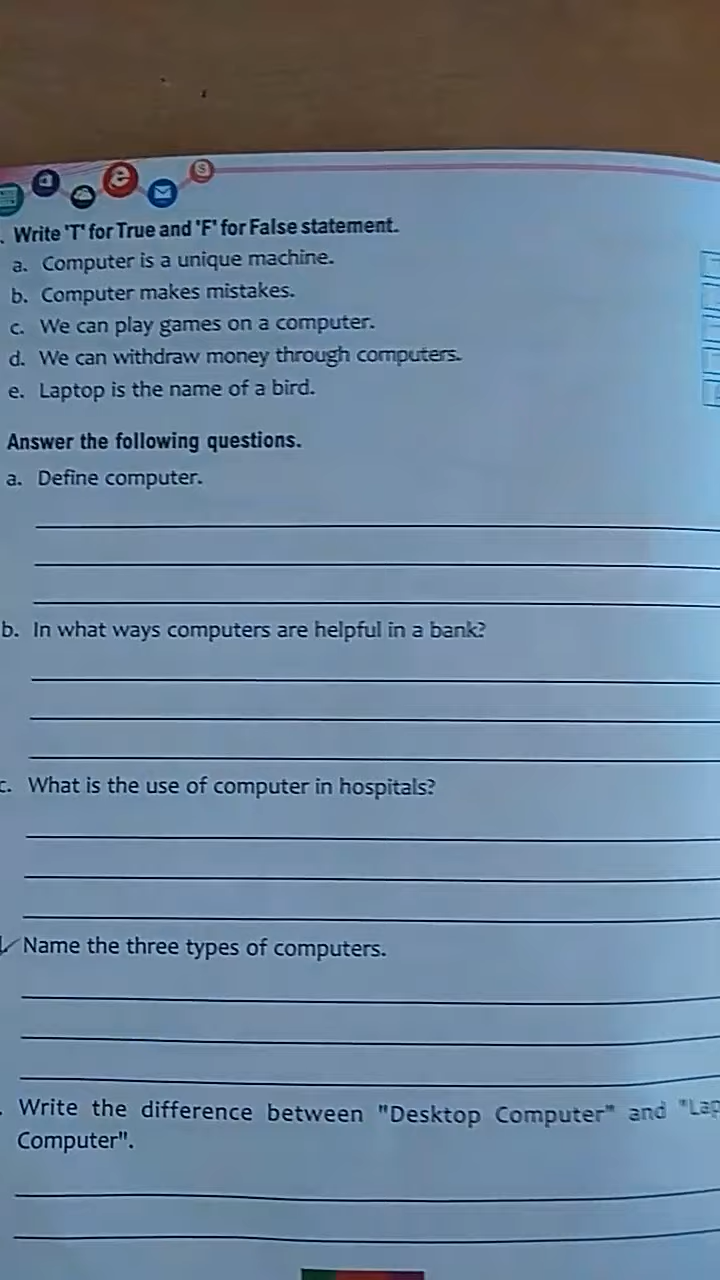 . Write 'T' for True and 'F' for False statement.
a. Computer is a unique machine.
b. Computer makes mistakes.
c. We can play games on a computer.
d. We can withdraw money through computers.
e. Laptop is the name of a bird.
Answer the following questions.
a. Define computer.
b. In what ways computers are helpful in a bank?
c. What is the use of computer in hospitals?
Name the three types of computers.
. Write the difference between "Desktop Computer" and "Lap
Computer".